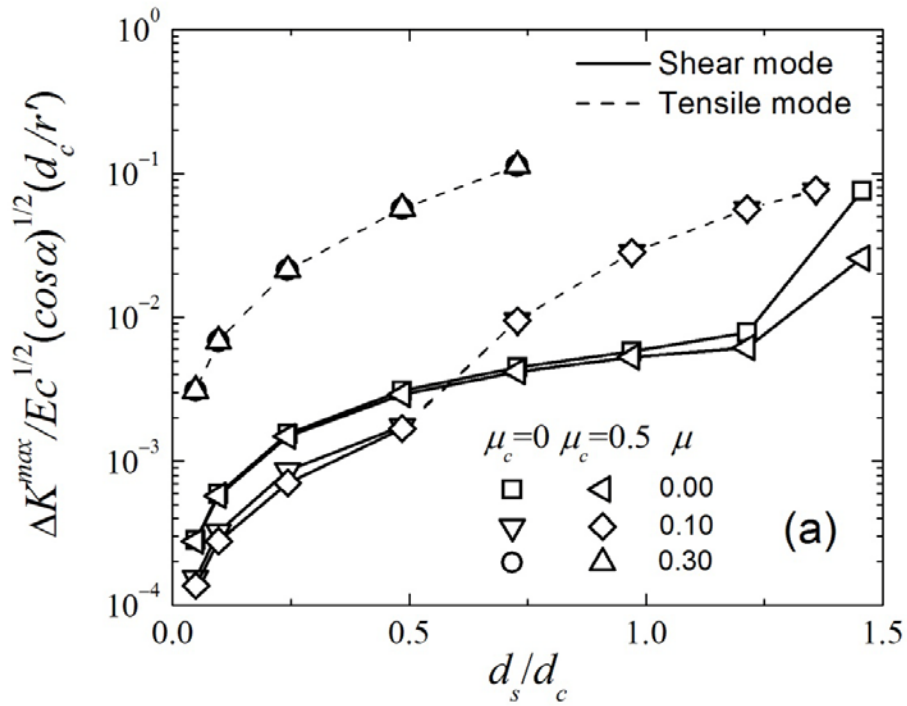 10⁰
Shear mode
Tensile mode
10⁻¹
10⁻²
10⁻³
10⁻⁴
ΔK^{max}/Ec^{1/2}(cosα)^{1/2}(d_c/r')
μ_c=0 μ_c=0.5 μ
0.00
0.10
0.30
(a)
0.0 0.5 1.0 1.5
d_s/d_c